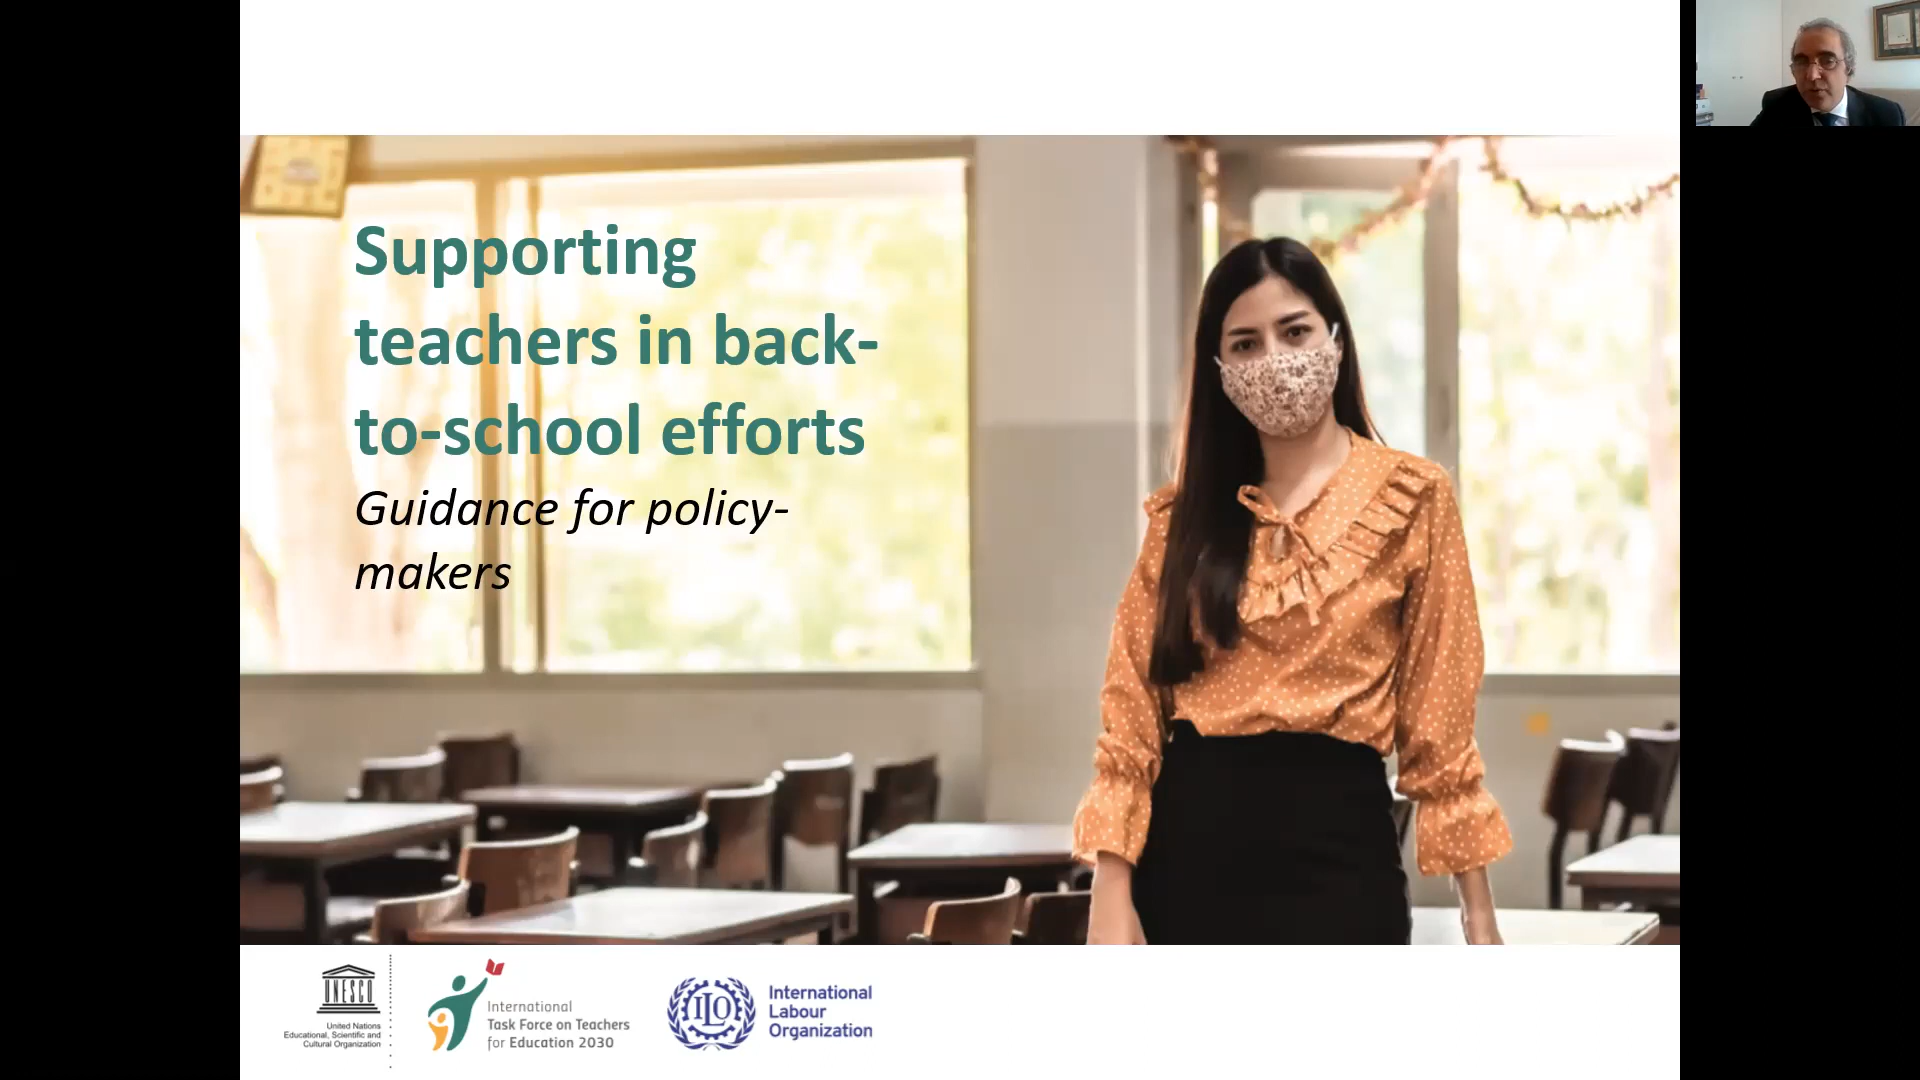 Supporting
teachers in back-
to-school efforts
Guidance for policy-
makers
UNESCO
United Nations
Educational, Scientific and
Cultural Organization
International
Task Force on Teachers
for Education 2030
ILO
International
Labour
Organization